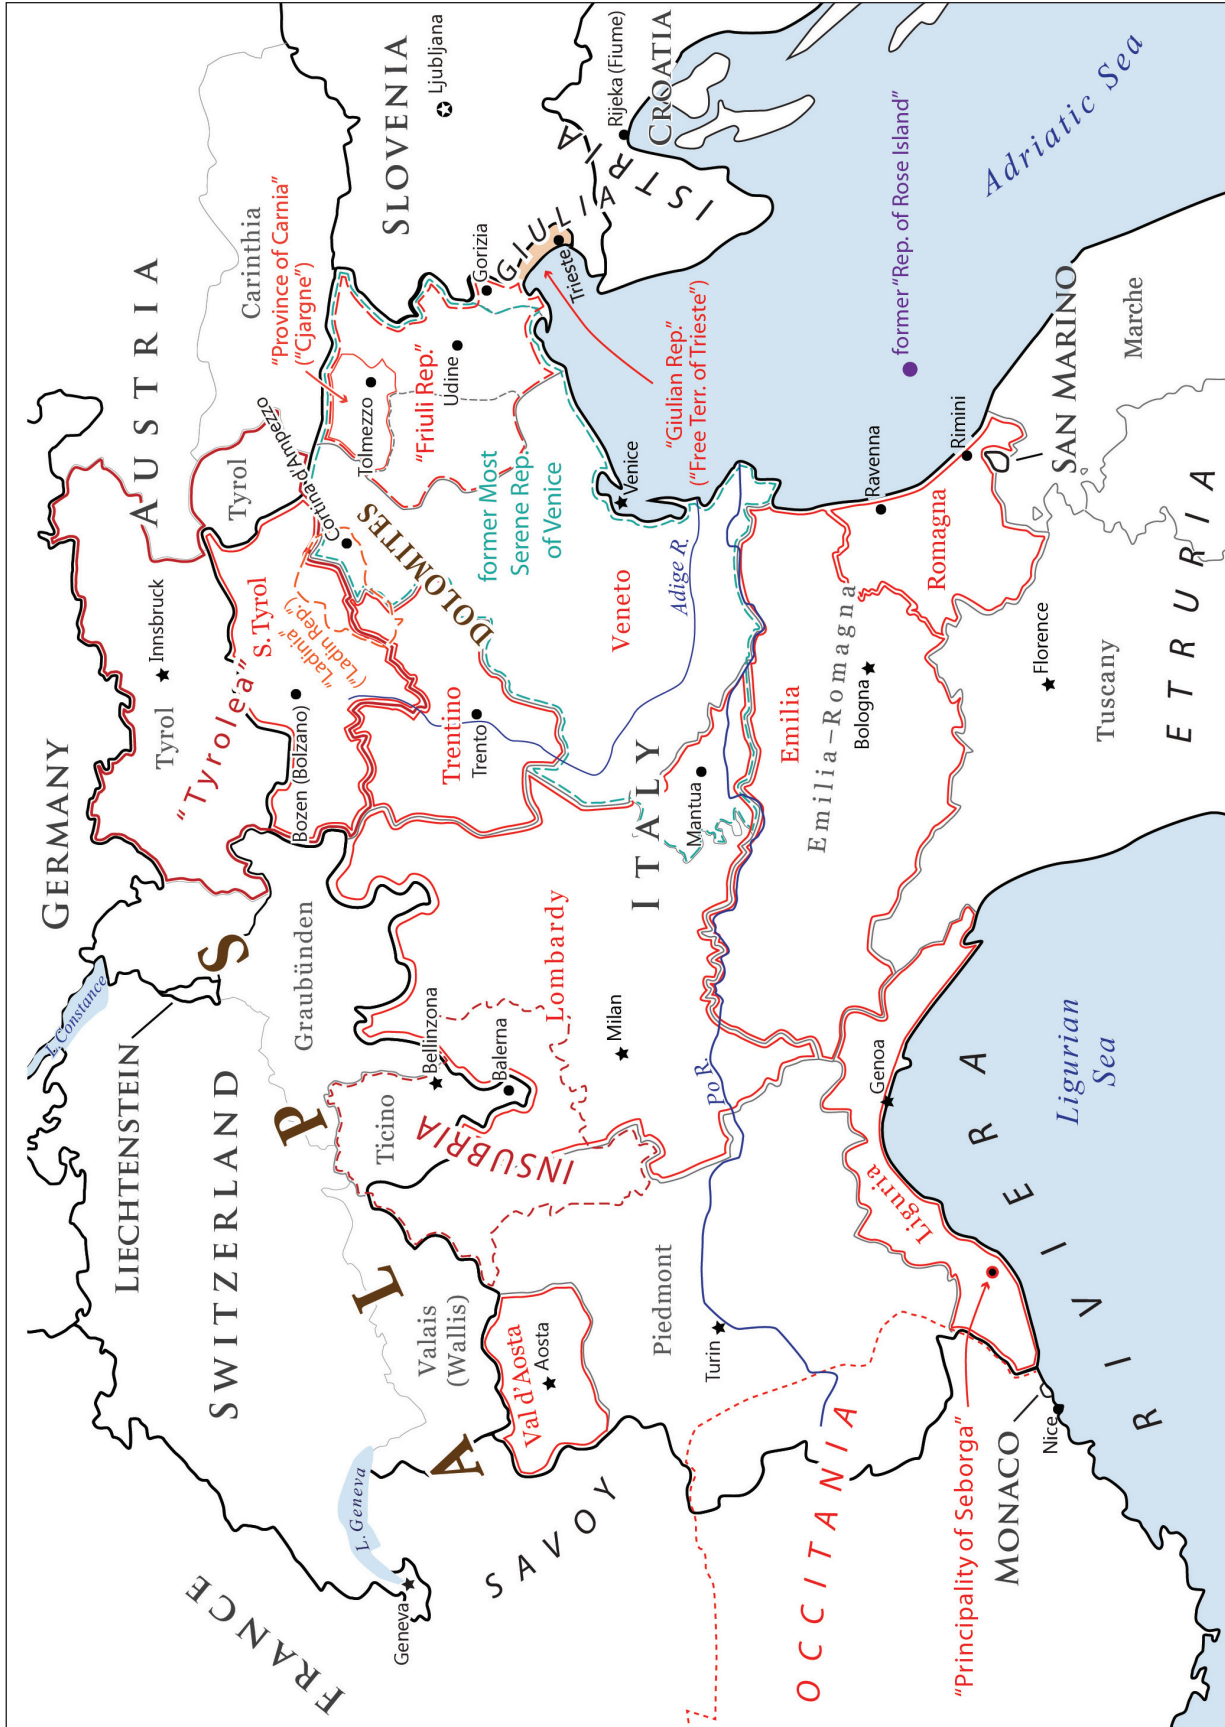 GERMANY
AUSTRIA
Carinthia
FRANCE
LIECHTENSTEIN
L. Constance
SWITZERLAND
Tyrol
Innsbruck
"Tyrolea"
Tyrol
"Province of Carnia"
("Cjargne")
SLOVENIA
Ljubljana
L. Geneva
Geneva
Graubünden
ALPS
Bozen (Bolzano)
S. Tyrol
"Ladinia"
("Ladin Rep.")
Cortina d'Ampezzo
Tolmezzo
"Friuli Rep."
Udine
Gorizia
GIULIA
Valais
(Wallis)
Ticino
Bellinzona
Balerna
INSUBRIA
Trentino
Trento
DOLOMITES
former Most
Serene Rep.
of Venice
Trieste
ISTRIA
Rijeka (Fiume)
CROATIA
SAVOY
Val d'Aosta
Aosta
Lombardy
Milan
ITALY
Veneto
Venice
Adige R.
"Giulian Rep."
("Free Terr. of Trieste")
Piedmont
Turin
Po R.
Mantua
Emilia
Emilia–Romagna
Bologna
Ravenna
former "Rep. of Rose Island"
Adriatic Sea
OCCITANIA
Liguria
Genoa
Romagna
Rimini
SAN MARINO
"Principality of Seborga"
MONACO
Nice
RIVIERA
Ligurian
Sea
Florence
Tuscany
Marche
ETRURIA